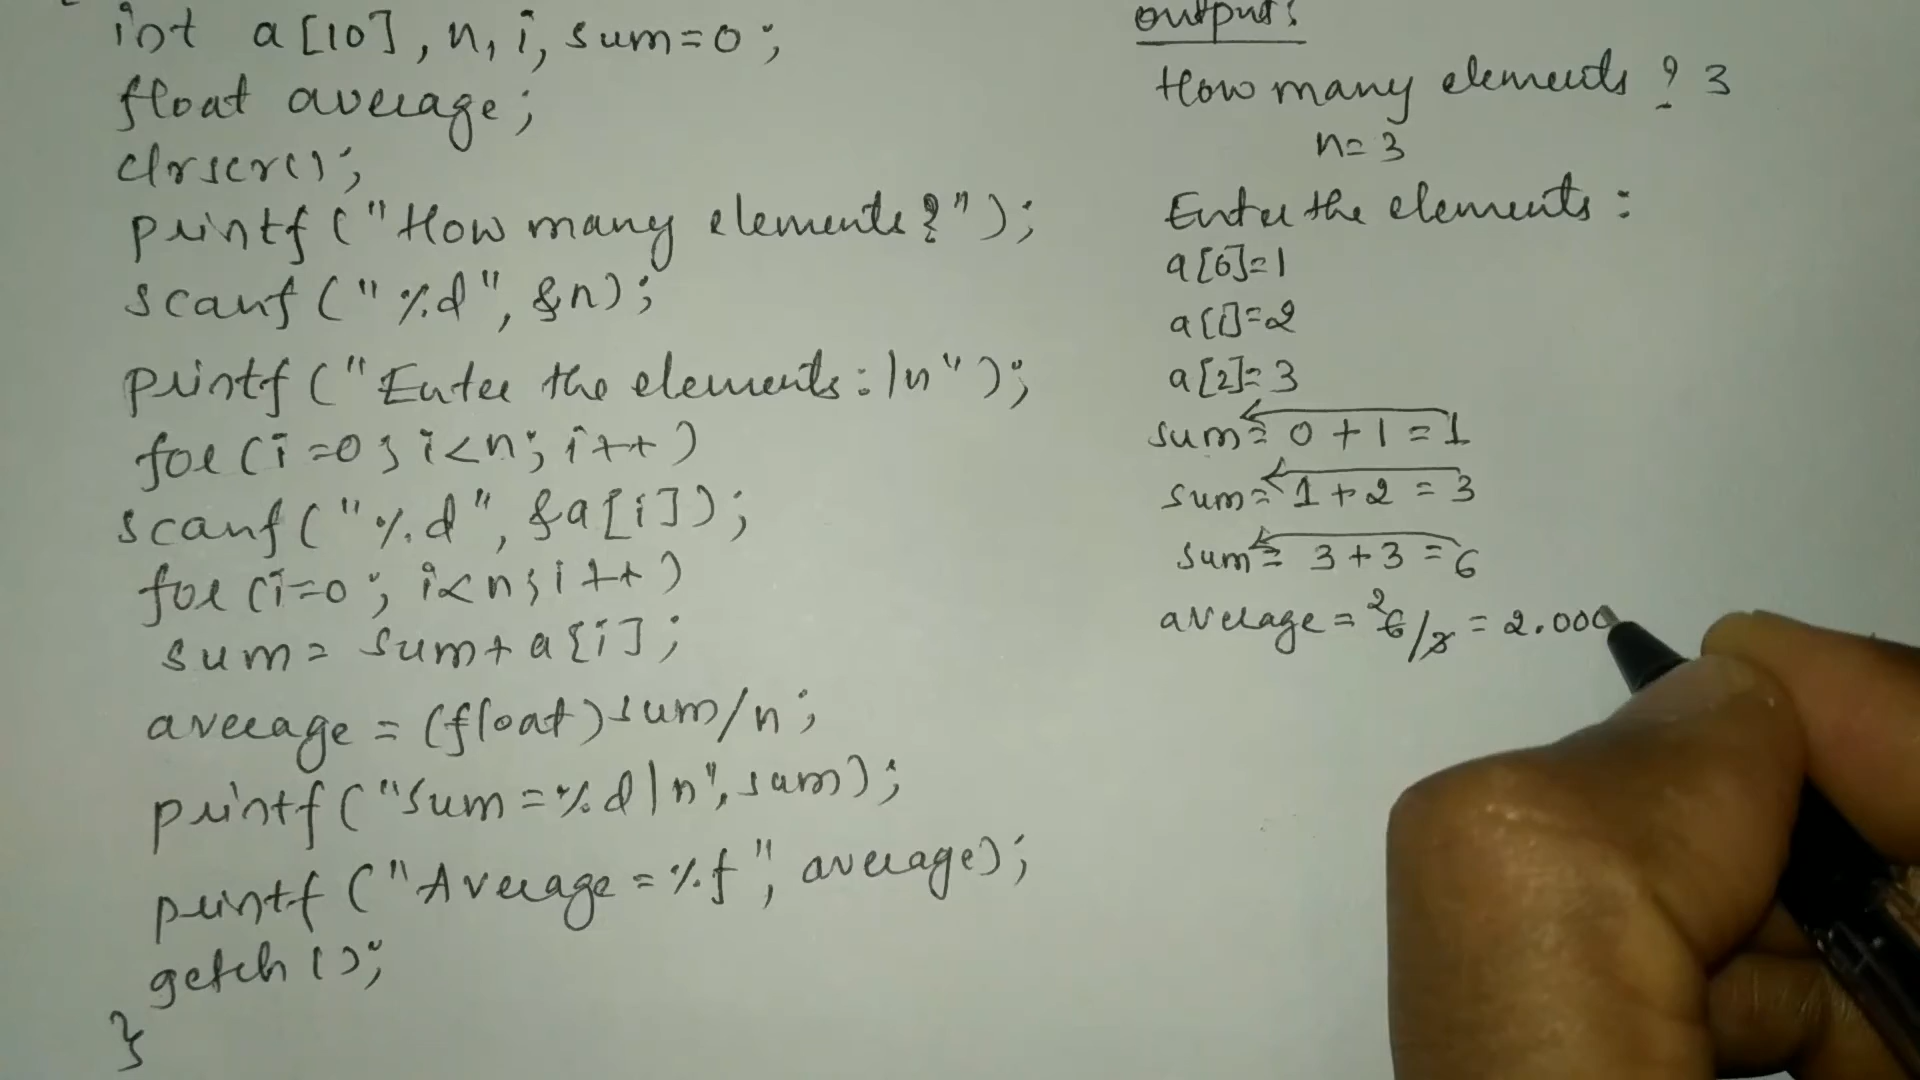 int a[10], n, i, sum=0;
float average;
clrscr();
printf("How many elements?");
scanf("%d", &n);
printf("Enter the elements:\n");
for(i=0; i<n; i++)
scanf("%d", &a[i]);
for(i=0; i<n; i++)
sum= sum+a[i];
average = (float)sum/n;
printf("Sum=%d\n", sum);
printf("Average=%f", average);
getch();
}
output:
How many elements? 3
n=3
Enter the elements:
a[0]=1
a[1]=2
a[2]=3
sum= 0+1=1
sum= 1+2=3
sum= 3+3=6
average = 2 6/3 = 2.000